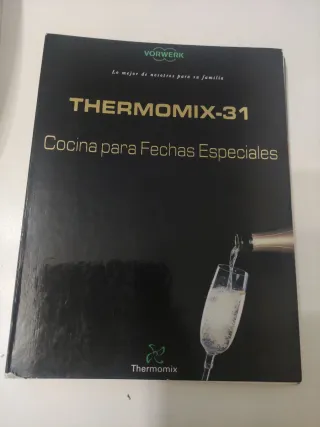 VORWERK
Lo mejor de nosotros para su familia
THERMOMIX-31
Cocina para Fechas Especiales
Thermomix